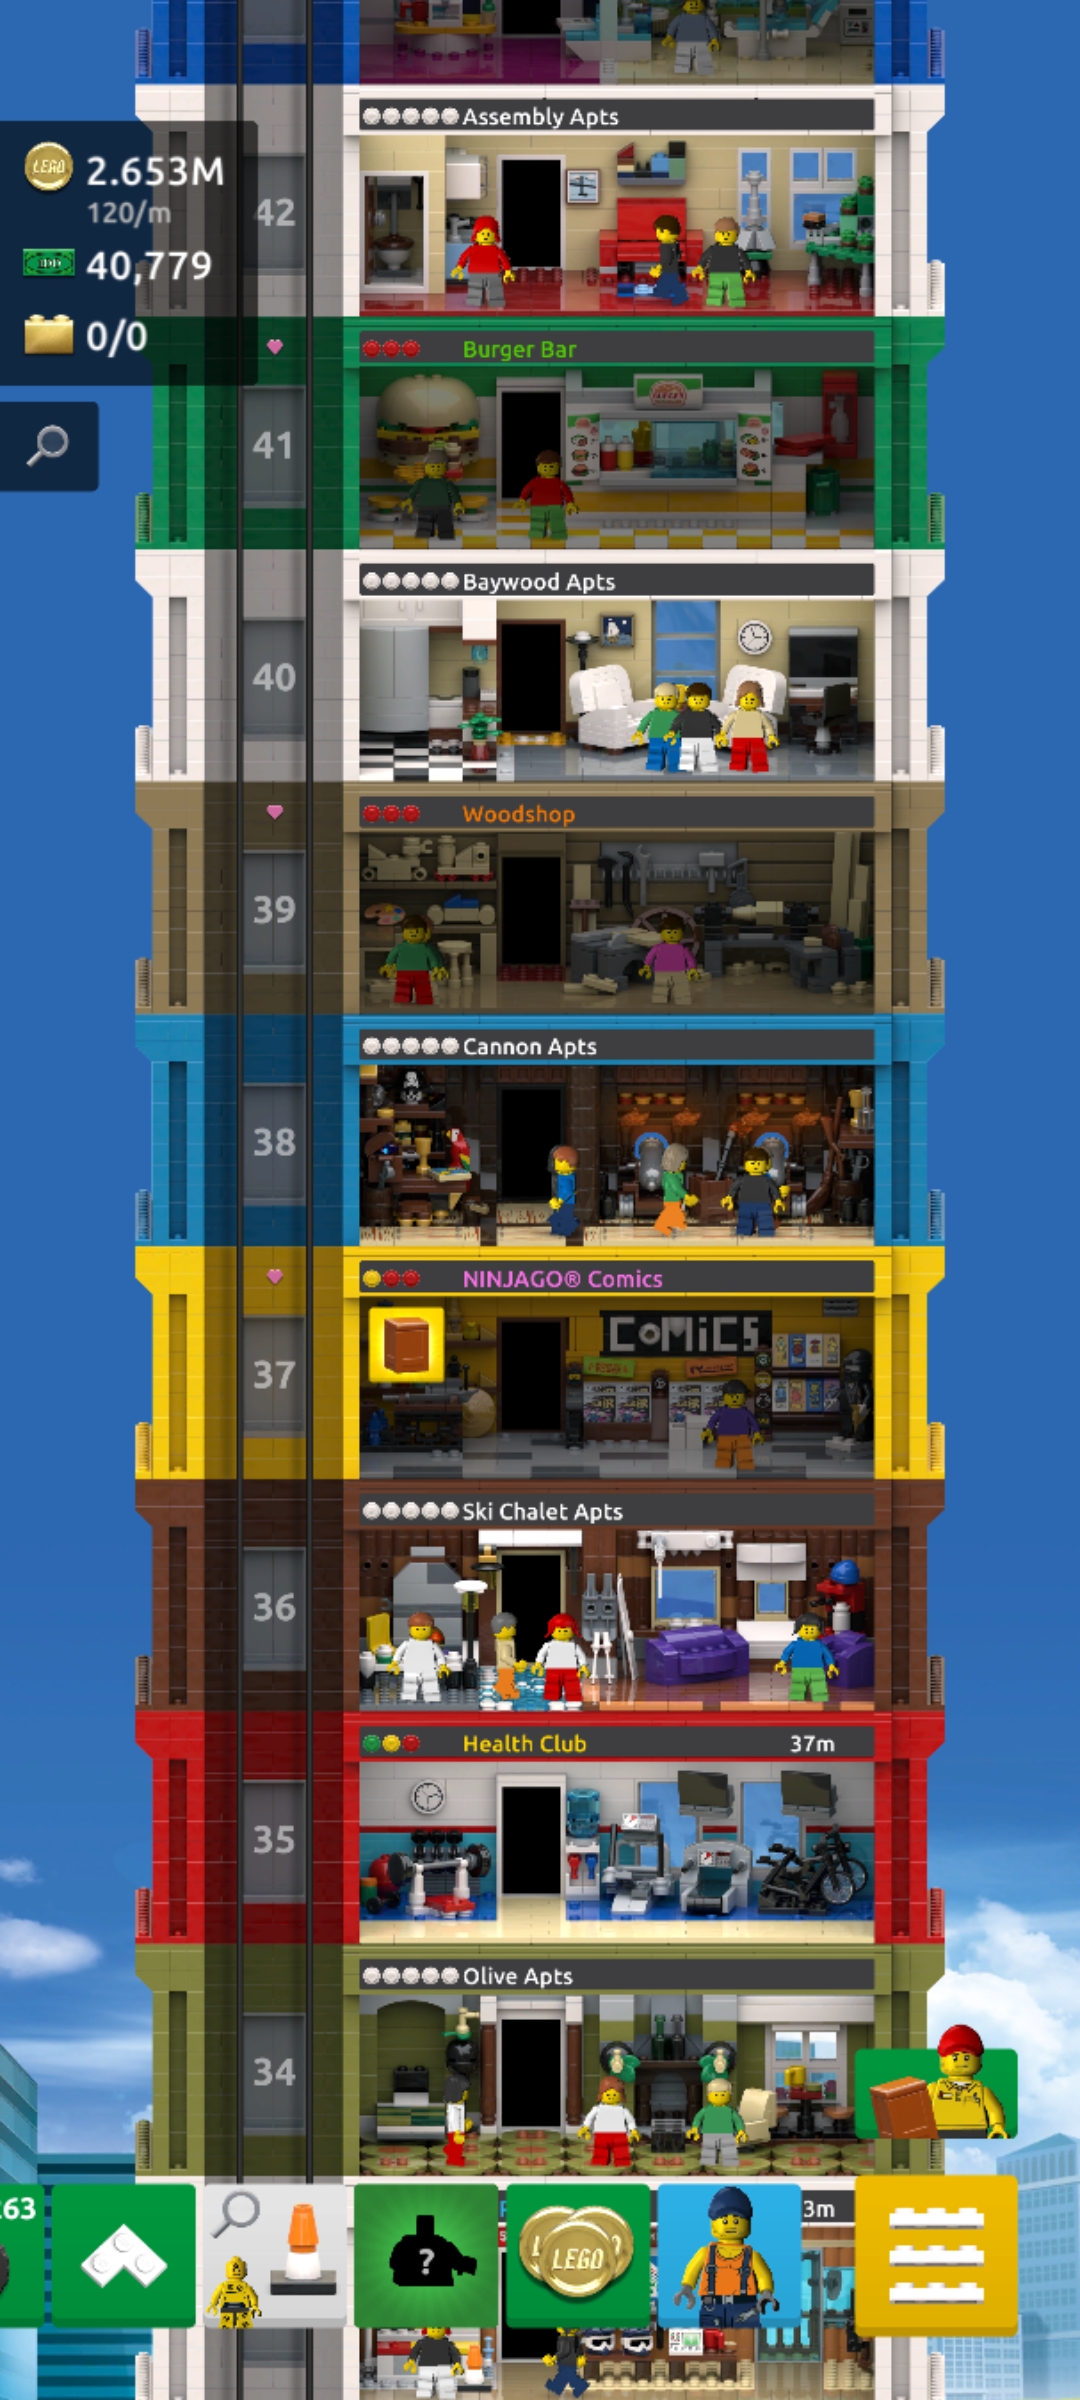 Assembly Apts
LEGO 2.653M
120/m
42
40,779
0/0
Burger Bar
41
Baywood Apts
40
Woodshop
39
Cannon Apts
38
NINJAGO® Comics
COMiCS
37
Ski Chalet Apts
36
Health Club 37m
35
Olive Apts
34
263
3m
?
LEGO